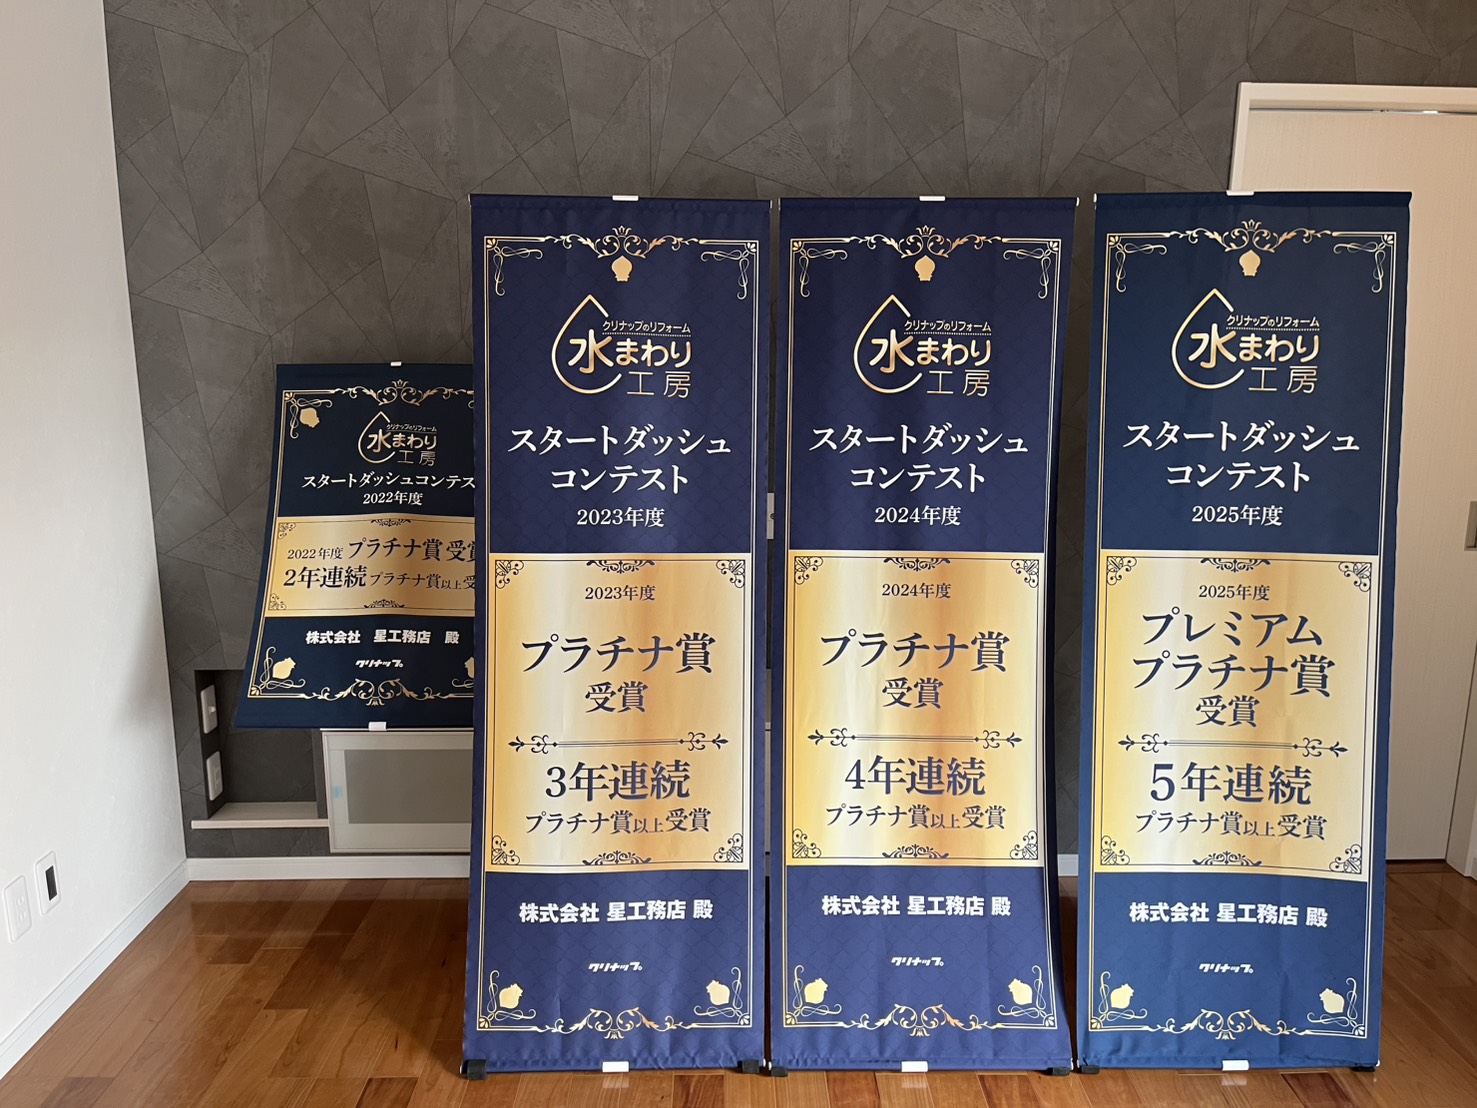 クリナップのリフォーム
水まわり
工房
スタートダッシュコンテス
2022年度
2022年度 プラチナ賞 受賞
2年連続 プラチナ賞以上受
株式会社 星工務店 殿
クリナップ。
クリナップのリフォーム
水まわり
工房
スタートダッシュ
コンテスト
2023年度
2023年度
プラチナ賞
受賞
3年連続
プラチナ賞以上受賞
株式会社 星工務店 殿
クリナップ。
クリナップのリフォーム
水まわり
工房
スタートダッシュ
コンテスト
2024年度
2024年度
プラチナ賞
受賞
4年連続
プラチナ賞以上受賞
株式会社 星工務店 殿
クリナップ。
クリナップのリフォーム
水まわり
工房
スタートダッシュ
コンテスト
2025年度
2025年度
プレミアム
プラチナ賞
受賞
5年連続
プラチナ賞以上受賞
株式会社 星工務店 殿
クリナップ。